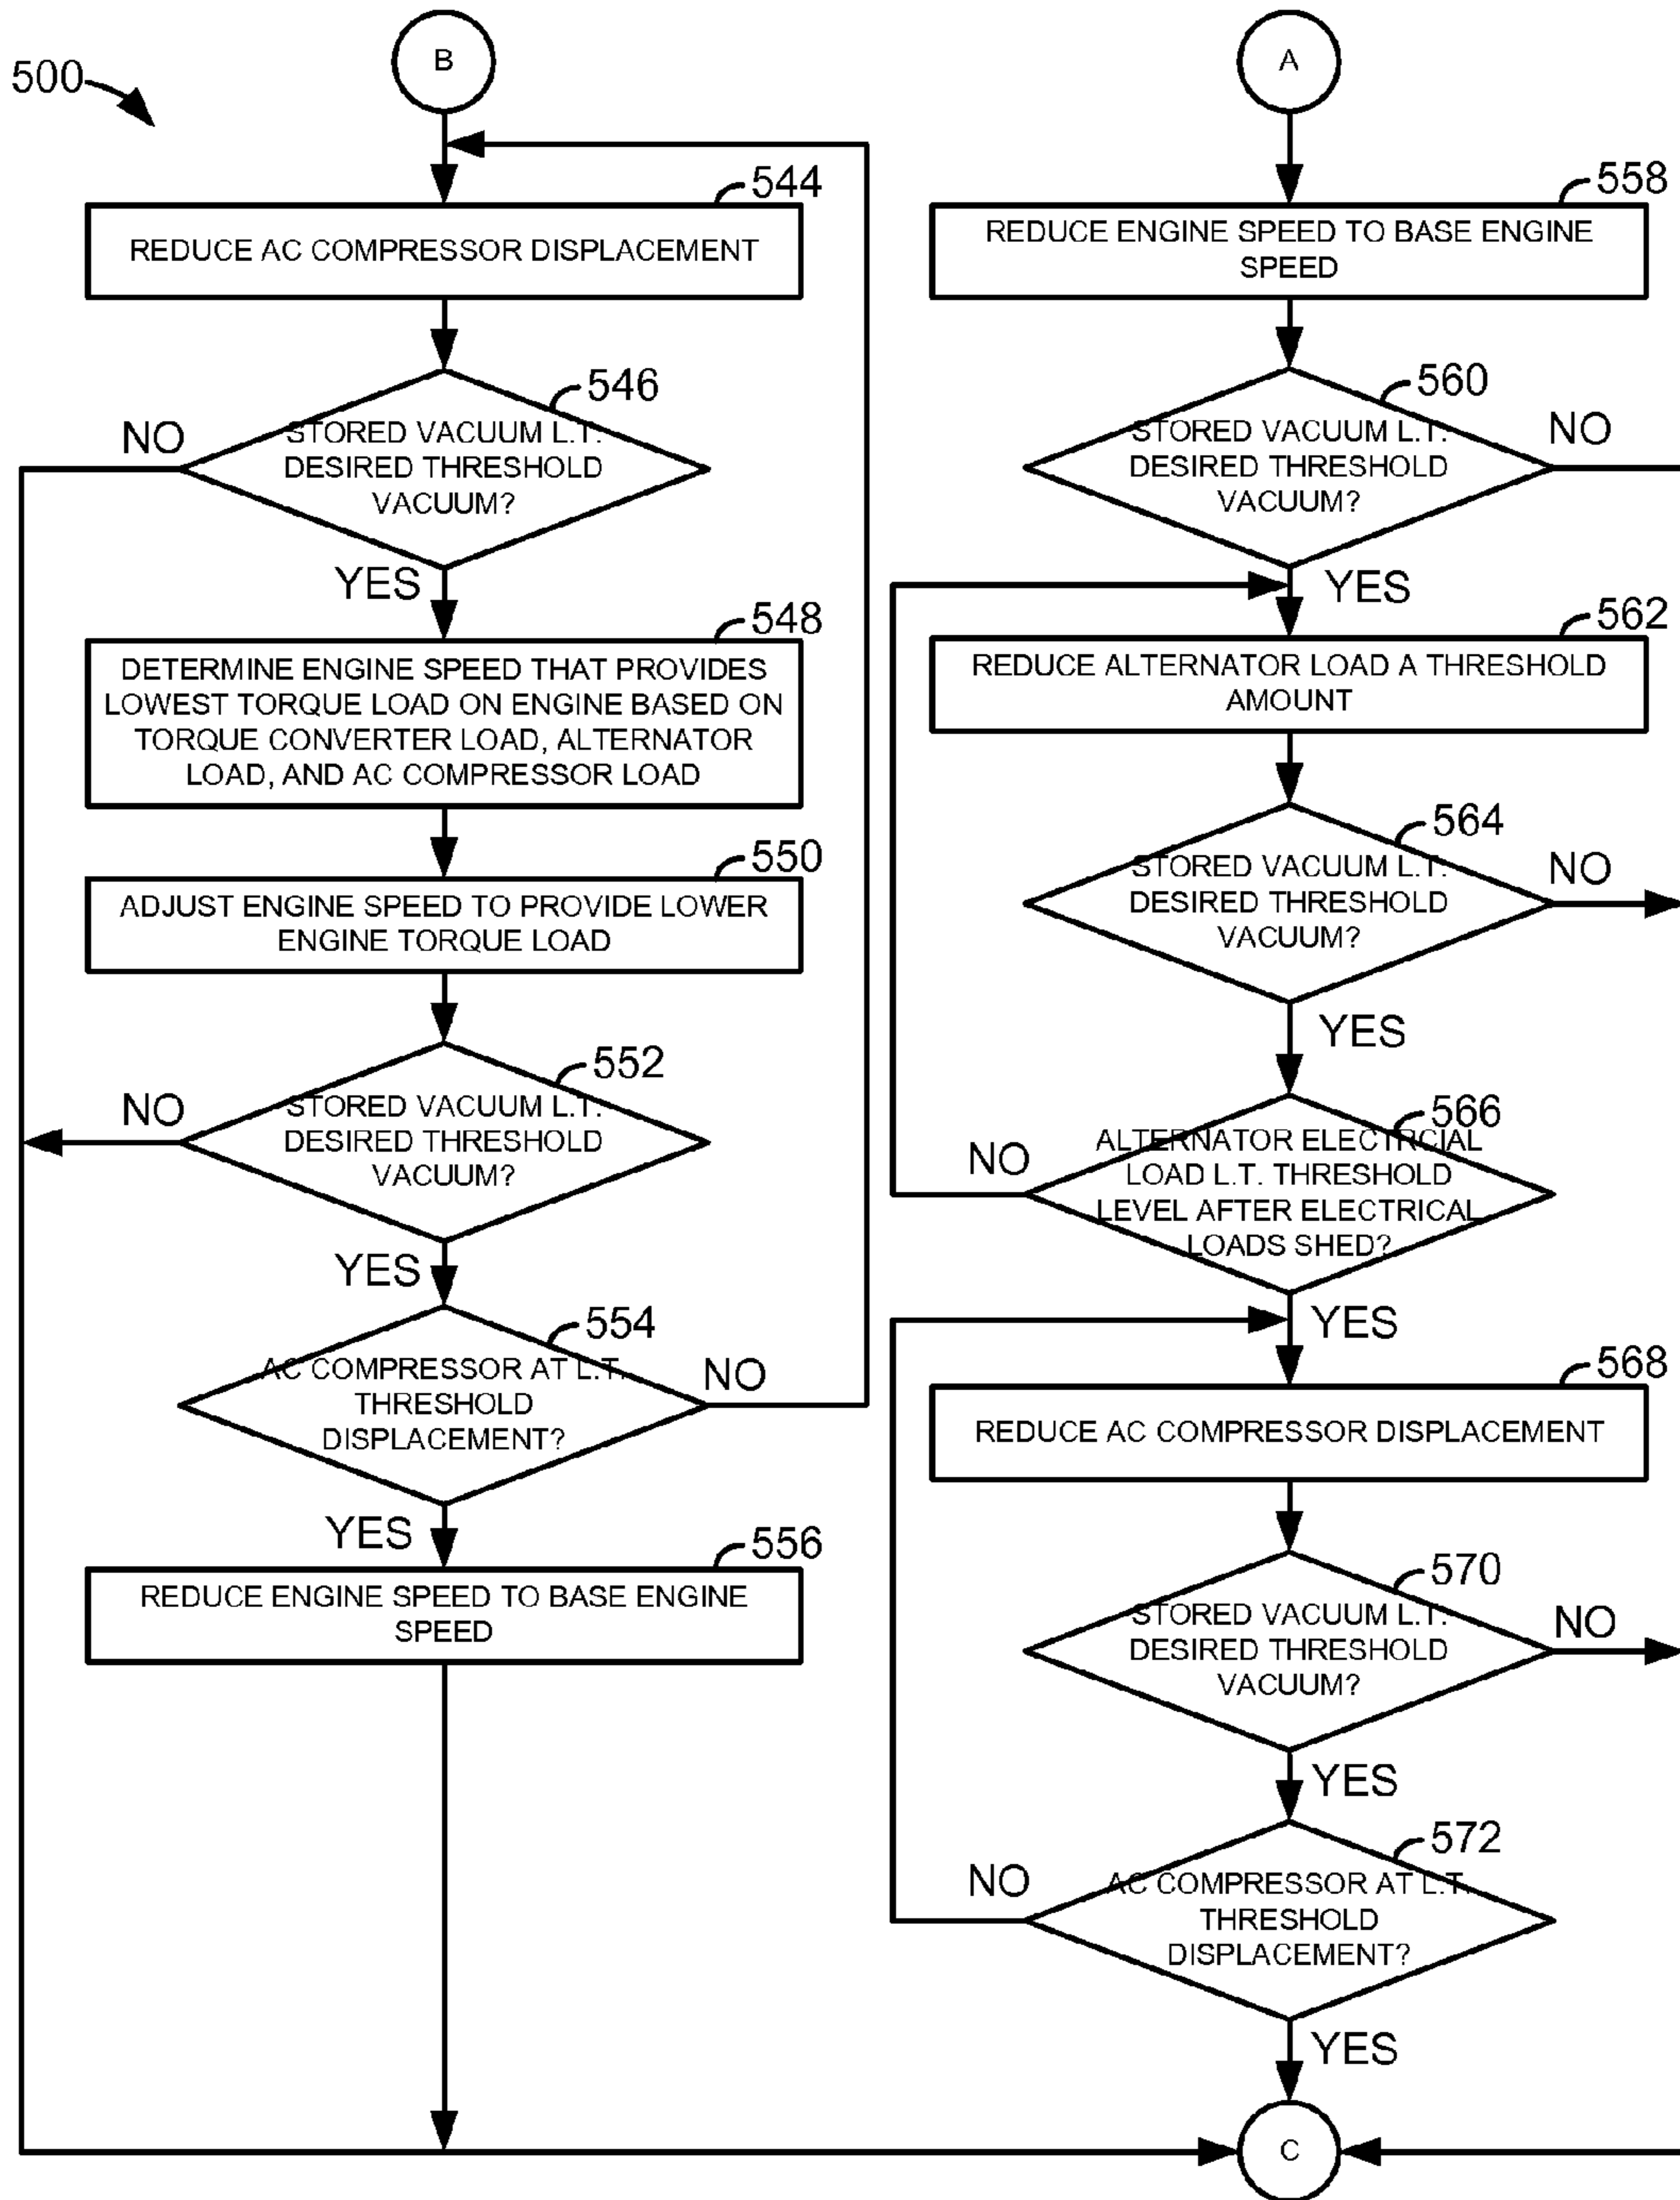 500
B
544
REDUCE AC COMPRESSOR DISPLACEMENT
546
STORED VACUUM L.T.
DESIRED THRESHOLD
VACUUM?
NO
YES
548
DETERMINE ENGINE SPEED THAT PROVIDES
LOWEST TORQUE LOAD ON ENGINE BASED ON
TORQUE CONVERTER LOAD, ALTERNATOR
LOAD, AND AC COMPRESSOR LOAD
550
ADJUST ENGINE SPEED TO PROVIDE LOWER
ENGINE TORQUE LOAD
552
STORED VACUUM L.T.
DESIRED THRESHOLD
VACUUM?
NO
YES
554
AC COMPRESSOR AT L.T.
THRESHOLD
DISPLACEMENT?
NO
YES
556
REDUCE ENGINE SPEED TO BASE ENGINE
SPEED
A
558
REDUCE ENGINE SPEED TO BASE ENGINE
SPEED
560
STORED VACUUM L.T.
DESIRED THRESHOLD
VACUUM?
NO
YES
562
REDUCE ALTERNATOR LOAD A THRESHOLD
AMOUNT
564
STORED VACUUM L.T.
DESIRED THRESHOLD
VACUUM?
NO
YES
566
ALTERNATOR ELECTRCIAL
LOAD L.T. THRESHOLD
LEVEL AFTER ELECTRICAL
LOADS SHED?
NO
YES
568
REDUCE AC COMPRESSOR DISPLACEMENT
570
STORED VACUUM L.T.
DESIRED THRESHOLD
VACUUM?
NO
YES
572
AC COMPRESSOR AT L.T.
THRESHOLD
DISPLACEMENT?
NO
YES
C